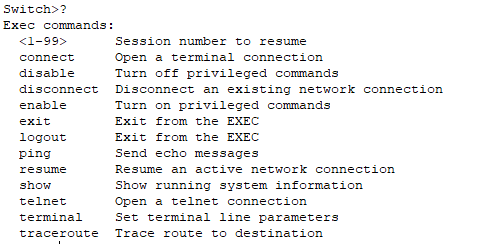 Switch>?
Exec commands:
  <1-99>      Session number to resume
  connect     Open a terminal connection
  disable     Turn off privileged commands
  disconnect  Disconnect an existing network connection
  enable      Turn on privileged commands
  exit        Exit from the EXEC
  logout      Exit from the EXEC
  ping        Send echo messages
  resume      Resume an active network connection
  show        Show running system information
  telnet      Open a telnet connection
  terminal    Set terminal line parameters
  traceroute  Trace route to destination